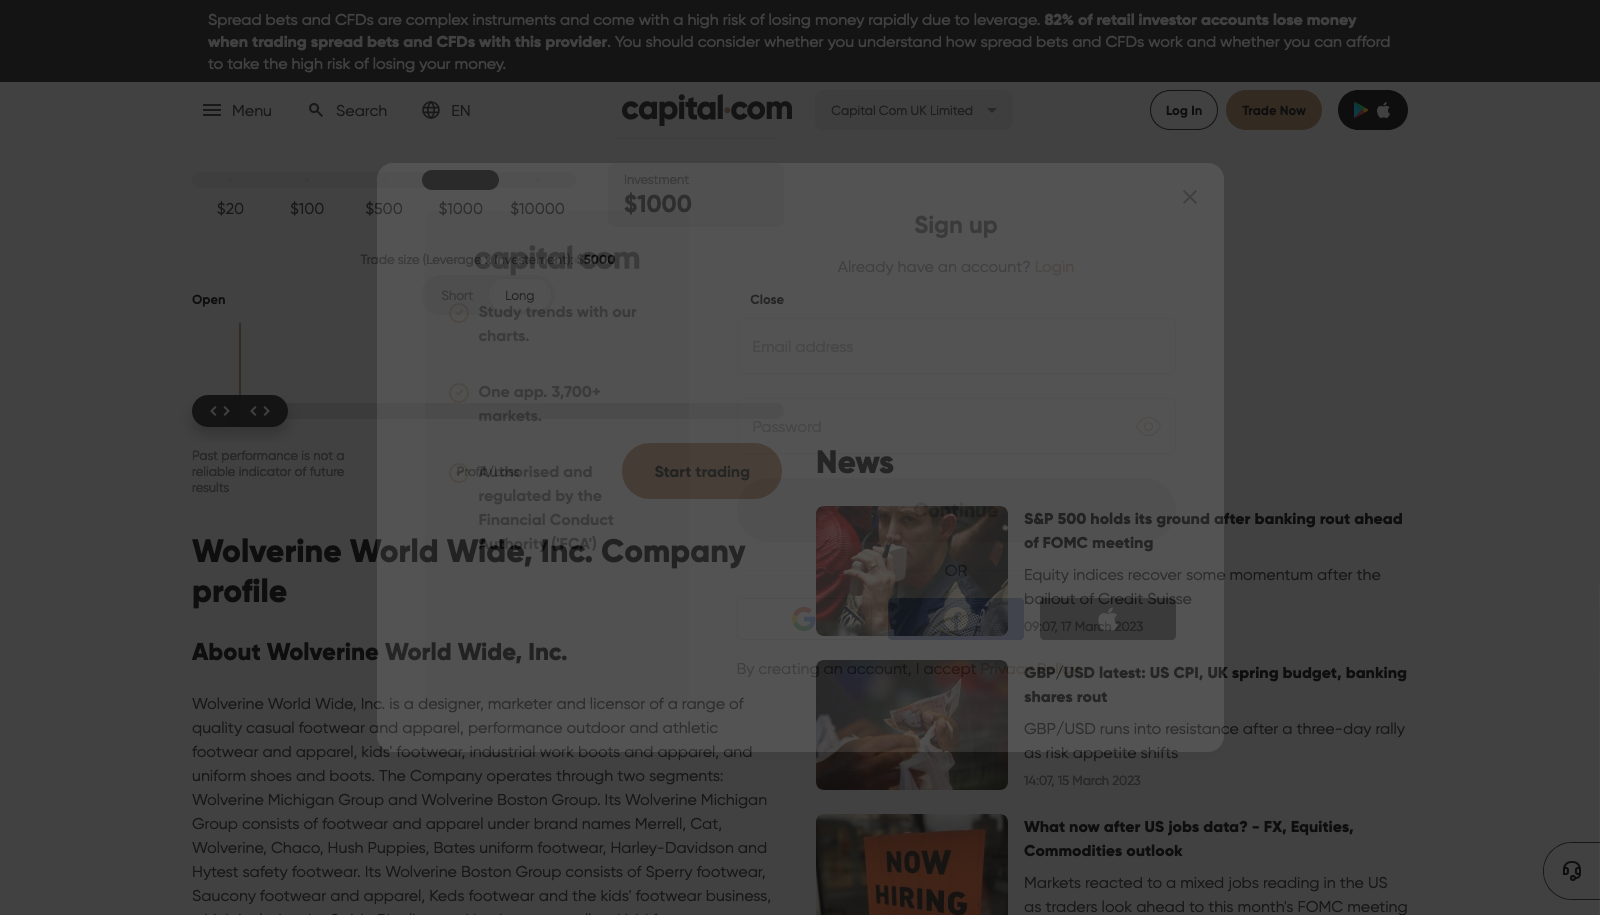 Spread bets and CFDs are complex instruments and come with a high risk of losing money rapidly due to leverage. 82% of retail investor accounts lose money
when trading spread bets and CFDs with this provider. You should consider whether you understand how spread bets and CFDs work and whether you can afford
to take the high risk of losing your money.
Menu
Search
EN
capital.com
Capital Com UK Limited
Log In
Trade Now
$20
$100
$500
$1000
$10000
Investment
$1000
Trade size (Leverage x Investement): $5000
Short
Long
Open
Close
Past performance is not a
reliable indicator of future
results
Profit/Loss
Start trading
Wolverine World Wide, Inc. Company
profile
About Wolverine World Wide, Inc.
Wolverine World Wide, Inc. is a designer, marketer and licensor of a range of
quality casual footwear and apparel, performance outdoor and athletic
footwear and apparel, kids' footwear, industrial work boots and apparel, and
uniform shoes and boots. The Company operates through two segments:
Wolverine Michigan Group and Wolverine Boston Group. Its Wolverine Michigan
Group consists of footwear and apparel under brand names Merrell, Cat,
Wolverine, Chaco, Hush Puppies, Bates uniform footwear, Harley-Davidson and
Hytest safety footwear. Its Wolverine Boston Group consists of Sperry footwear,
Saucony footwear and apparel, Keds footwear and the kids' footwear business,
capital.com
Study trends with our
charts.
One app. 3,700+
markets.
Authorised and
regulated by the
Financial Conduct
Authority ('FCA')
Sign up
Already have an account? Login
Email address
Password
Continue
OR
By creating an account, I accept Privacy Policy
News
S&P 500 holds its ground after banking rout ahead
of FOMC meeting
Equity indices recover some momentum after the
bailout of Credit Suisse
09:07, 17 March 2023
GBP/USD latest: US CPI, UK spring budget, banking
shares rout
GBP/USD runs into resistance after a three-day rally
as risk appetite shifts
14:07, 15 March 2023
NOW
HIRING
What now after US jobs data? - FX, Equities,
Commodities outlook
Markets reacted to a mixed jobs reading in the US
as traders look ahead to this month's FOMC meeting